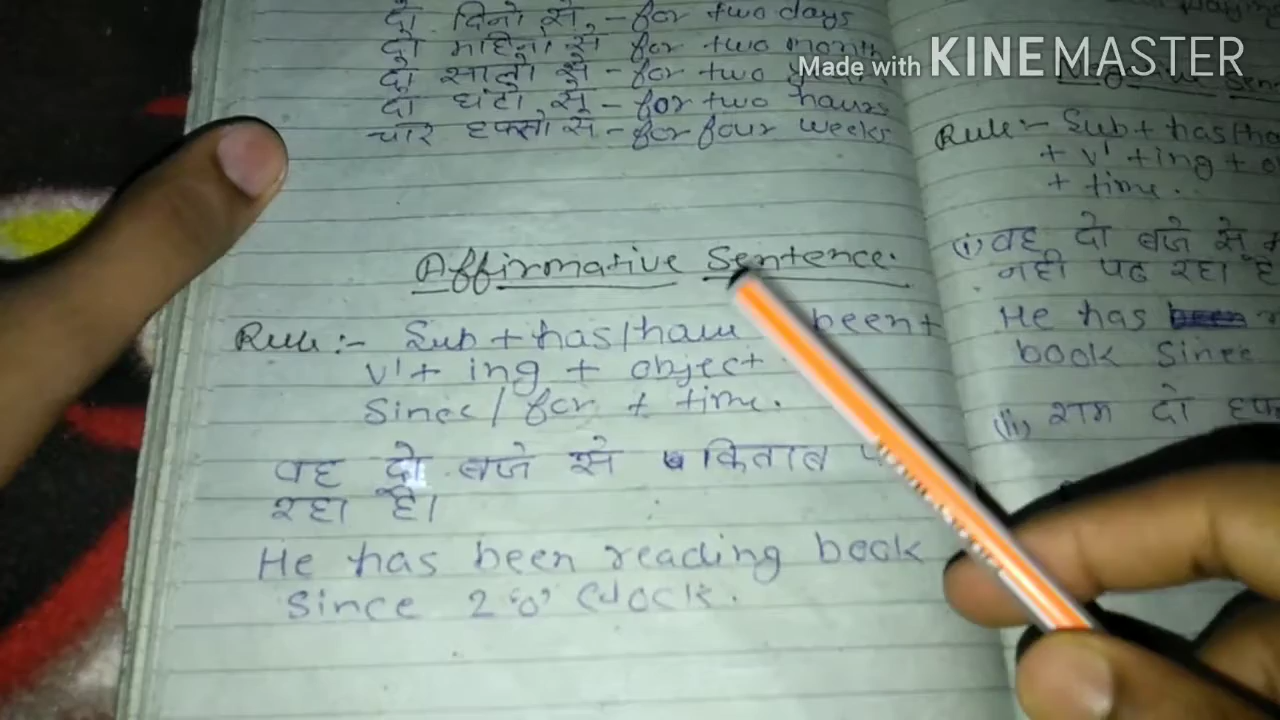 दो दिनो से - for two days
दो महिनो से for two month
दो सालो से - for two years
दो घंटो से - for two hours
चार हफ्तो से - for four weeks
Affirmative Sentence.
Rule:- Sub + has/have been +
V¹ + ing + object
Since / for + time.
वह दो बजे से किताब
रहा है।
He has been reading book
Since 2 'o' Clock.
Rule:- Sub + has/
+ V¹ + ing +
+ time..
(i) वह दो बजे से
नही पढ रहा है
He has
book Since
(ii) राम दो
Made with KINEMASTER